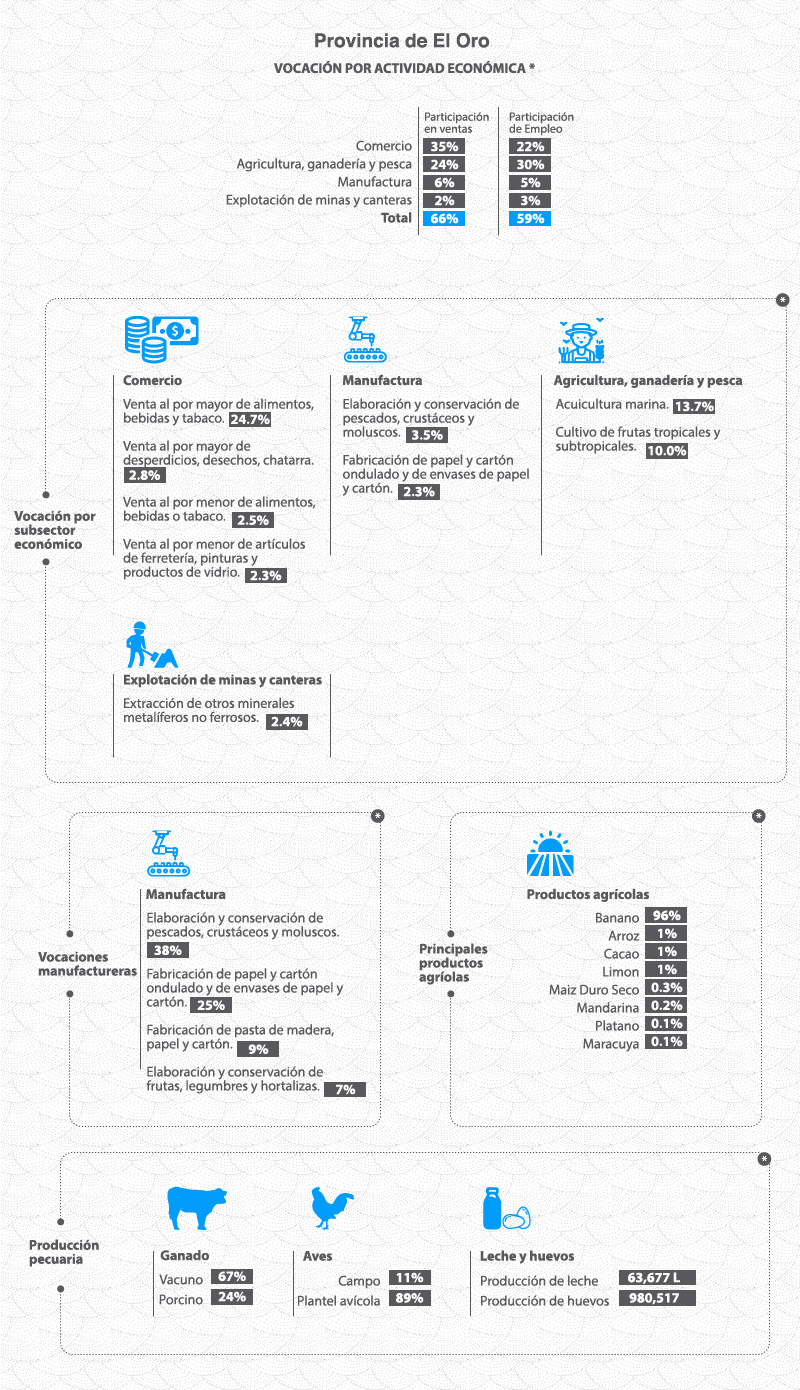 Provincia de El Oro
VOCACIÓN POR ACTIVIDAD ECONÓMICA *
Participación en ventas
Participación de Empleo
Comercio 35% 22%
Agricultura, ganadería y pesca 24% 30%
Manufactura 6% 5%
Explotación de minas y canteras 2% 3%
Total 66% 59%
*
Vocación por
subsector
económico
Comercio
Venta al por mayor de alimentos,
bebidas y tabaco. 24.7%
Venta al por mayor de
desperdicios, desechos, chatarra.
2.8%
Venta al por menor de alimentos,
bebidas o tabaco. 2.5%
Venta al por menor de artículos
de ferretería, pinturas y
productos de vidrio. 2.3%
Manufactura
Elaboración y conservación de
pescados, crustáceos y
moluscos. 3.5%
Fabricación de papel y cartón
ondulado y de envases de papel
y cartón. 2.3%
Agricultura, ganadería y pesca
Acuicultura marina. 13.7%
Cultivo de frutas tropicales y
subtropicales. 10.0%
Explotación de minas y canteras
Extracción de otros minerales
metalíferos no ferrosos. 2.4%
*
Vocaciones
manufactureras
Manufactura
Elaboración y conservación de
pescados, crustáceos y moluscos.
38%
Fabricación de papel y cartón
ondulado y de envases de papel y
cartón. 25%
Fabricación de pasta de madera,
papel y cartón. 9%
Elaboración y conservación de
frutas, legumbres y hortalizas. 7%
*
Principales
productos
agríolas
Productos agrícolas
Banano 96%
Arroz 1%
Cacao 1%
Limon 1%
Maiz Duro Seco 0.3%
Mandarina 0.2%
Platano 0.1%
Maracuya 0.1%
*
Producción
pecuaria
Ganado
Vacuno 67%
Porcino 24%
Aves
Campo 11%
Plantel avícola 89%
Leche y huevos
Producción de leche 63,677 L
Producción de huevos 980,517